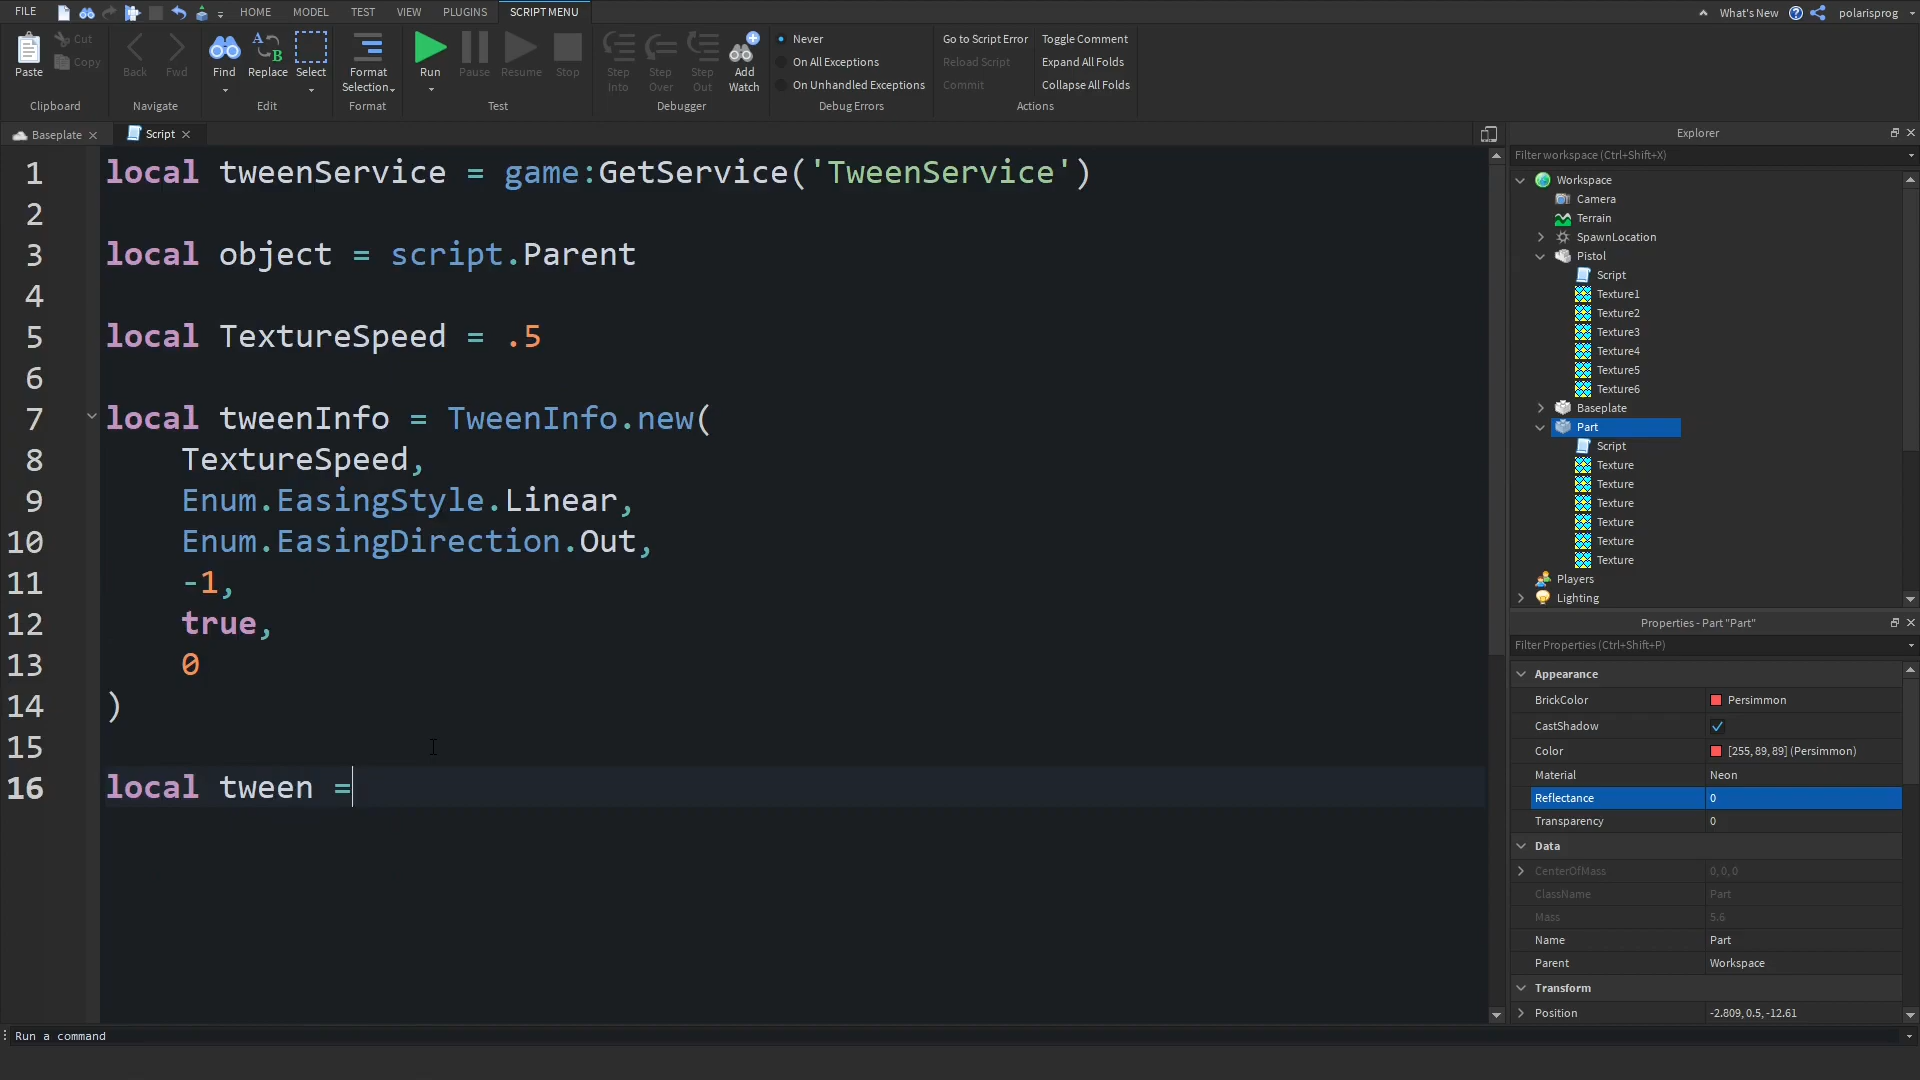 FILE HOME MODEL TEST VIEW PLUGINS SCRIPT MENU What's New polarisprog
Paste
Cut
Copy
Clipboard
Back Fwd
Navigate
Find Replace Select
Edit
Format
Selection
Format
Run Pause Resume Stop
Test
Step
Into
Step
Over
Step
Out
Add
Watch
Debugger
Never
On All Exceptions
On Unhandled Exceptions
Debug Errors
Go to Script Error Toggle Comment
Reload Script Expand All Folds
Commit Collapse All Folds
Actions
Baseplate Script
1 local tweenService = game:GetService('TweenService')
2
3 local object = script.Parent
4
5 local TextureSpeed = .5
6
7 local tweenInfo = TweenInfo.new(
8 TextureSpeed,
9 Enum.EasingStyle.Linear,
10 Enum.EasingDirection.Out,
11 -1,
12 true,
13 0
14 )
15
16 local tween =
Explorer
Filter workspace (Ctrl+Shift+X)
Workspace
Camera
Terrain
SpawnLocation
Pistol
Script
Texture1
Texture2
Texture3
Texture4
Texture5
Texture6
Baseplate
Part
Script
Texture
Texture
Texture
Texture
Texture
Texture
Players
Lighting
Properties - Part "Part"
Filter Properties (Ctrl+Shift+P)
Appearance
BrickColor Persimmon
CastShadow
Color [255, 89, 89] (Persimmon)
Material Neon
Reflectance 0
Transparency 0
Data
CenterOfMass 0, 0, 0
ClassName Part
Mass 5.6
Name Part
Parent Workspace
Transform
Position -2.809, 0.5, -12.61
Run a command